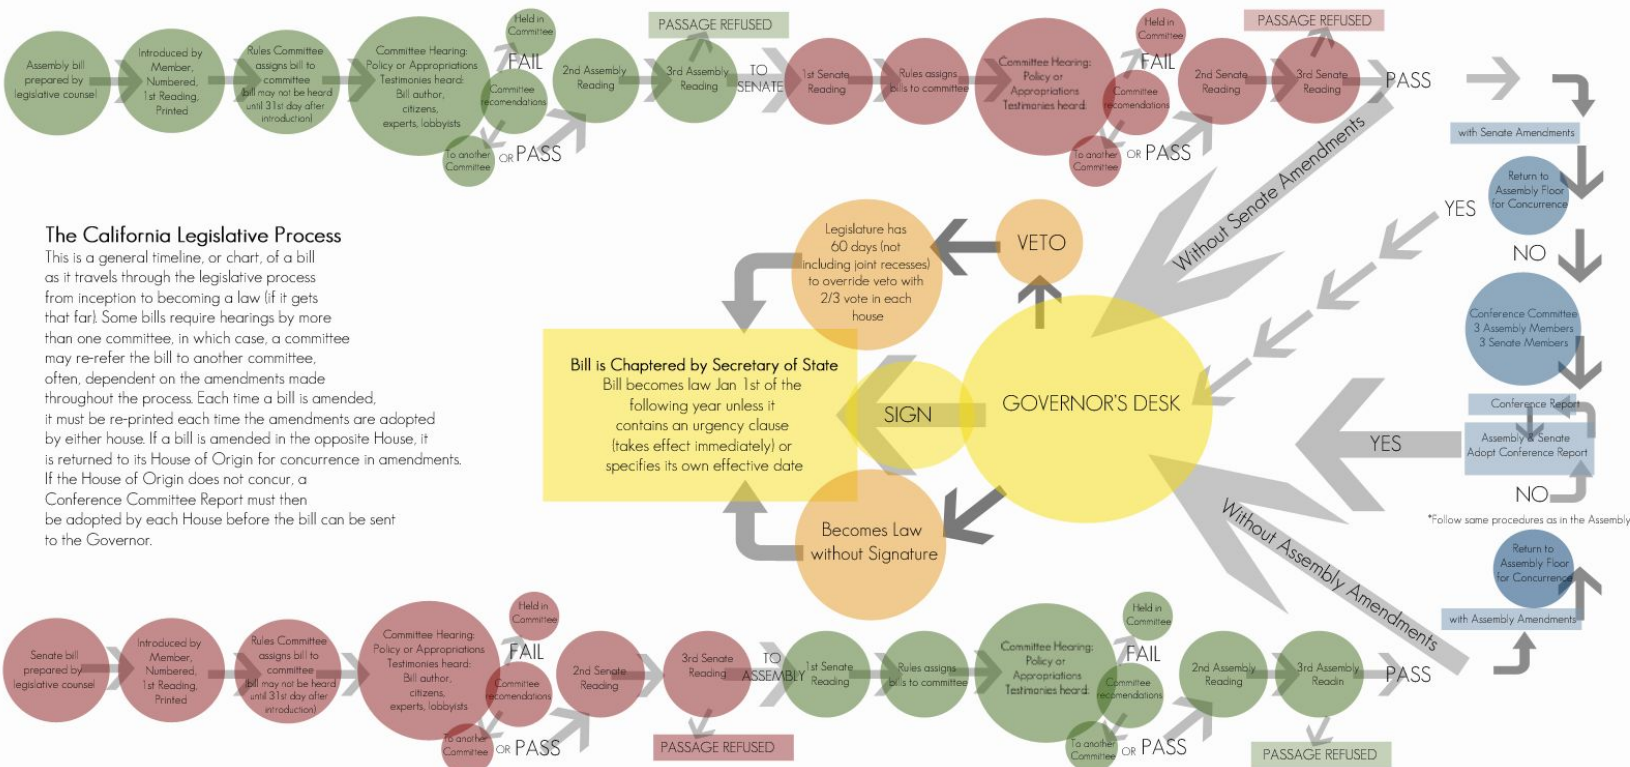 Assembly bill
prepared by
legislative counsel
Introduced by
Member,
Numbered,
1st Reading,
Printed
Rules Committee
assigns bill to
committee
(bill may not be heard
until 31st day after
introduction)
Committee Hearing:
Policy or Appropriations
Testimonies heard:
Bill author,
citizens,
experts, lobbyists
Held in
Committee
FAIL
Committee
recomendations
To another
Committee
OR PASS
2nd Assembly
Reading
PASSAGE REFUSED
3rd Assembly
Reading
TO
SENATE
1st Senate
Reading
Rules assigns
bills to committee
Committee Hearing:
Policy or
Appropriations
Testimonies heard:
Held in
Committee
FAIL
Committee
recomendations
To another
Committee
OR PASS
2nd Senate
Reading
PASSAGE REFUSED
3rd Senate
Reading
PASS
Without Senate Amendments
with Senate Amendments
Return to
Assembly Floor
for Concurrence
YES
NO
Conference Committee
3 Assembly Members
3 Senate Members
Conference Report
Assembly & Senate
Adopt Conference Report
YES
NO
*Follow same procedures as in the Assembly
Return to
Assembly Floor
for Concurrence
with Assembly Amendments
The California Legislative Process
This is a general timeline, or chart, of a bill
as it travels through the legislative process
from inception to becoming a law (if it gets
that far). Some bills require hearings by more
than one committee, in which case, a committee
may re-refer the bill to another committee,
often, dependent on the amendments made
throughout the process. Each time a bill is amended,
it must be re-printed each time the amendments are adopted
by either house. If a bill is amended in the opposite House, it
is returned to its House of Origin for concurrence in amendments.
If the House of Origin does not concur, a
Conference Committee Report must then
be adopted by each House before the bill can be sent
to the Governor.
Legislature has
60 days (not
including joint recesses)
to override veto with
2/3 vote in each
house
VETO
Bill is Chaptered by Secretary of State
Bill becomes law Jan 1st of the
following year unless it
contains an urgency clause
(takes effect immediately) or
specifies its own effective date
SIGN
GOVERNOR'S DESK
Becomes Law
without Signature
Without Assembly Amendments
Senate bill
prepared by
legislative counsel
Introduced by
Member,
Numbered,
1st Reading,
Printed
Rules Committee
assigns bill to
committee
(bill may not be heard
until 31st day after
introduction)
Committee Hearing:
Policy or Appropriations
Testimonies heard:
Bill author,
citizens,
experts, lobbyists
Held in
Committee
FAIL
Committee
recomendations
To another
Committee
OR PASS
2nd Senate
Reading
3rd Senate
Reading
PASSAGE REFUSED
TO
ASSEMBLY
1st Senate
Reading
Rules assigns
bills to committee
Committee Hearing:
Policy or
Appropriations
Testimonies heard:
Held in
Committee
FAIL
Committee
recomendations
To another
Committee
OR PASS
2nd Assembly
Reading
3rd Assembly
Readin
PASSAGE REFUSED
PASS